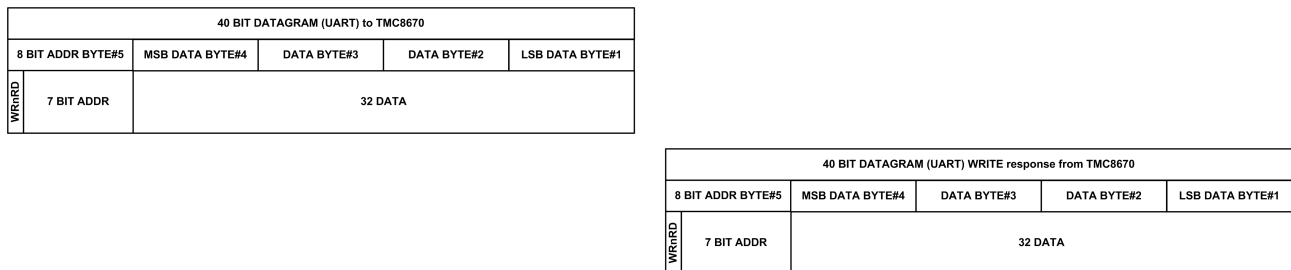 40 BIT DATAGRAM (UART) to TMC8670
8 BIT ADDR BYTE#5 MSB DATA BYTE#4 DATA BYTE#3 DATA BYTE#2 LSB DATA BYTE#1
WRnRD 7 BIT ADDR 32 DATA
40 BIT DATAGRAM (UART) WRITE response from TMC8670
8 BIT ADDR BYTE#5 MSB DATA BYTE#4 DATA BYTE#3 DATA BYTE#2 LSB DATA BYTE#1
WRnRD 7 BIT ADDR 32 DATA